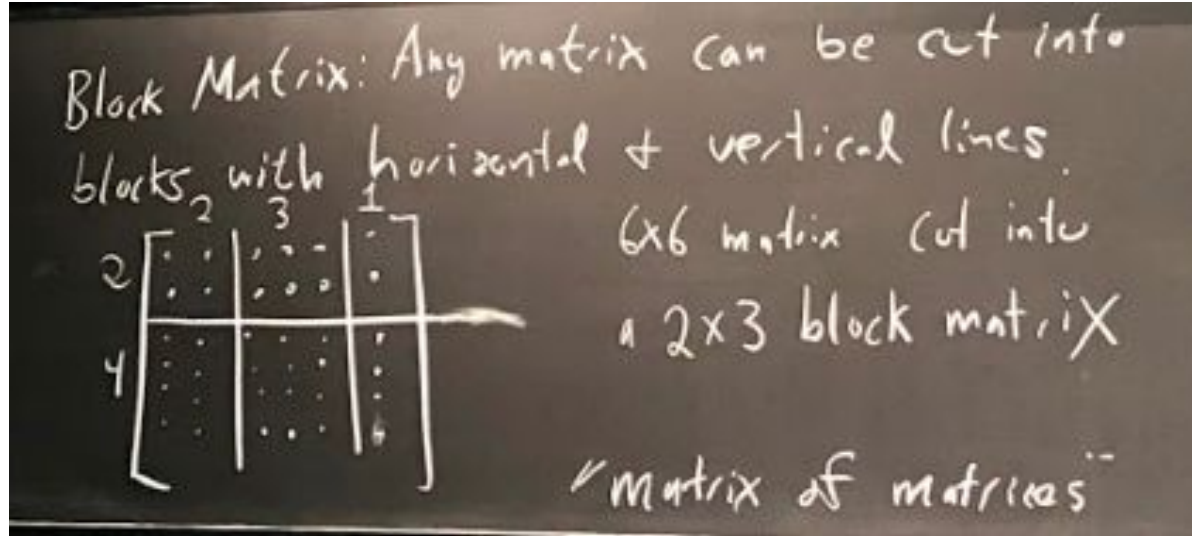 Block Matrix: Any matrix can be cut into
blocks with horizontal & vertical lines.
2 3 1
2
4
6x6 matrix cut into
a 2x3 block matrix
"matrix of matrices"